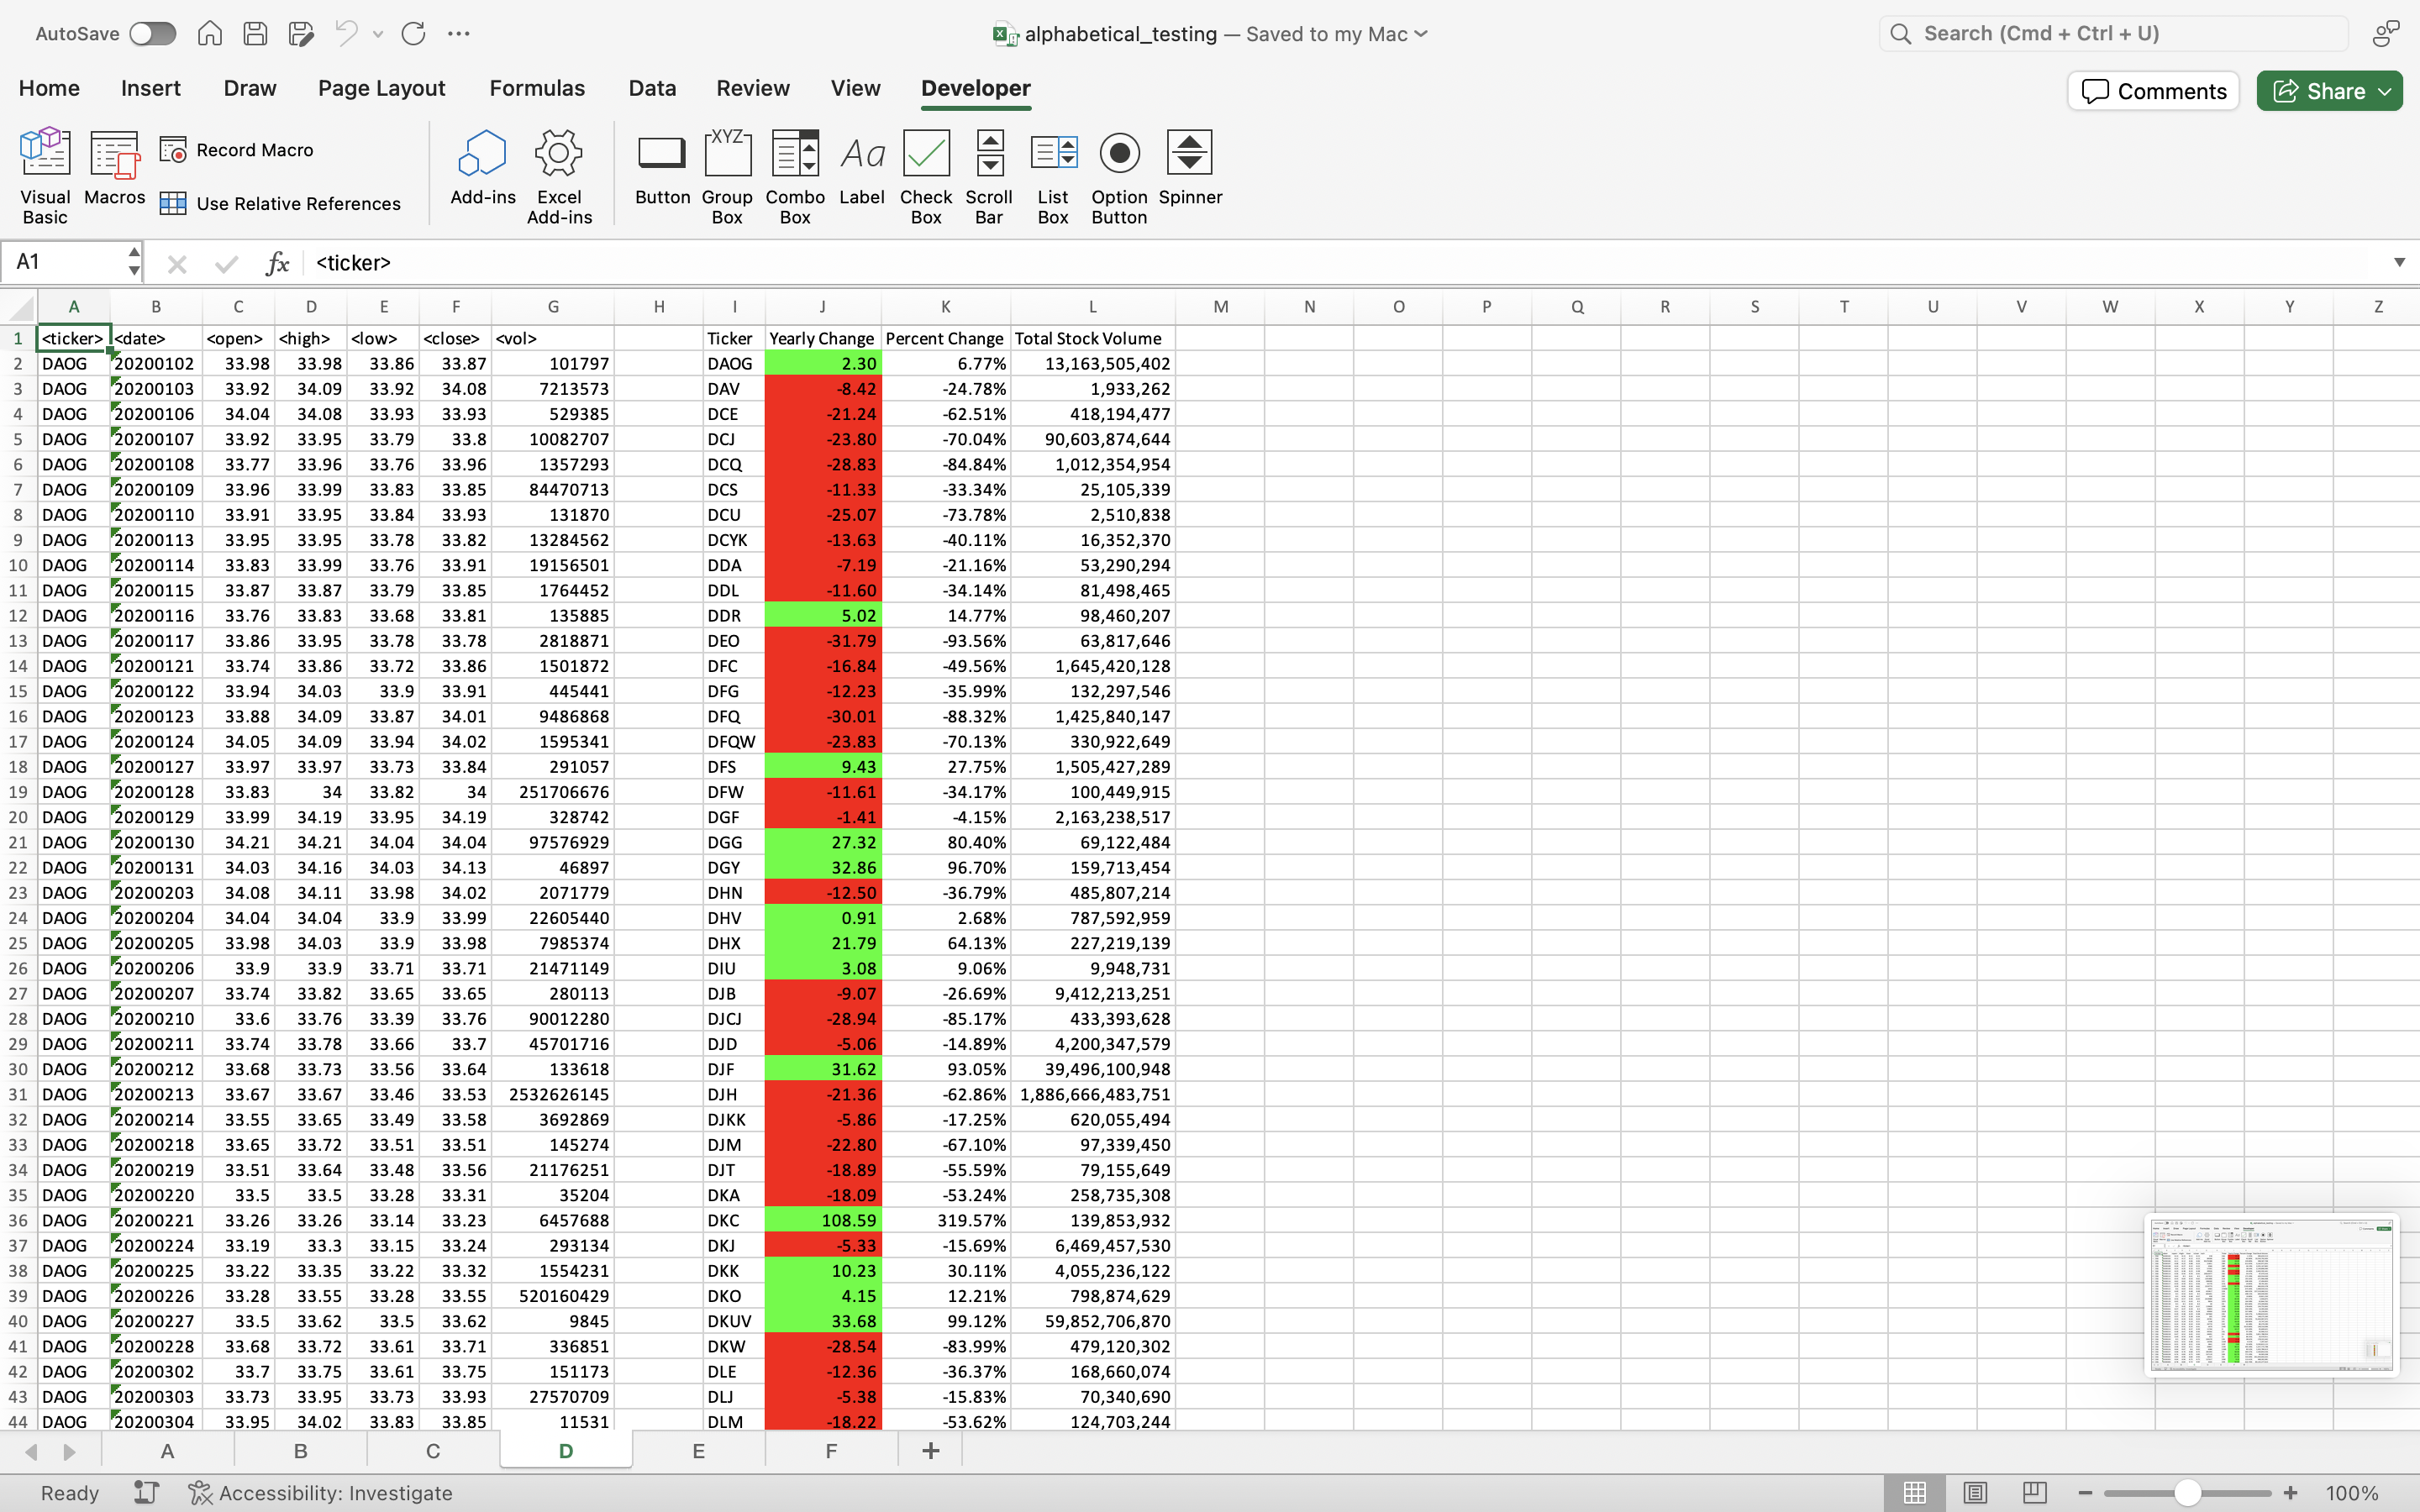 AutoSave
alphabetical_testing — Saved to my Mac
Search (Cmd + Ctrl + U)
Home Insert Draw Page Layout Formulas Data Review View Developer
Comments Share
Visual Basic
Macros
Record Macro
Use Relative References
Add-ins
Excel Add-ins
Button
Group Box
Combo Box
Label
Check Box
Scroll Bar
List Box
Option Button
Spinner
A1 fx <ticker>
A B C D E F G H I J K L M N O P Q R S T U V W X Y Z
1 <ticker> <date> <open> <high> <low> <close> <vol> Ticker Yearly Change Percent Change Total Stock Volume
2 DAOG 20200102 33.98 33.98 33.86 33.87 101797 DAOG 2.30 6.77% 13,163,505,402
3 DAOG 20200103 33.92 34.09 33.92 34.08 7213573 DAV -8.42 -24.78% 1,933,262
4 DAOG 20200106 34.04 34.08 33.93 33.93 529385 DCE -21.24 -62.51% 418,194,477
5 DAOG 20200107 33.92 33.95 33.79 33.8 10082707 DCJ -23.80 -70.04% 90,603,874,644
6 DAOG 20200108 33.77 33.96 33.76 33.96 1357293 DCQ -28.83 -84.84% 1,012,354,954
7 DAOG 20200109 33.96 33.99 33.83 33.85 84470713 DCS -11.33 -33.34% 25,105,339
8 DAOG 20200110 33.91 33.95 33.84 33.93 131870 DCU -25.07 -73.78% 2,510,838
9 DAOG 20200113 33.95 33.95 33.78 33.82 13284562 DCYK -13.63 -40.11% 16,352,370
10 DAOG 20200114 33.83 33.99 33.76 33.91 19156501 DDA -7.19 -21.16% 53,290,294
11 DAOG 20200115 33.87 33.87 33.79 33.85 1764452 DDL -11.60 -34.14% 81,498,465
12 DAOG 20200116 33.76 33.83 33.68 33.81 135885 DDR 5.02 14.77% 98,460,207
13 DAOG 20200117 33.86 33.95 33.78 33.78 2818871 DEO -31.79 -93.56% 63,817,646
14 DAOG 20200121 33.74 33.86 33.72 33.86 1501872 DFC -16.84 -49.56% 1,645,420,128
15 DAOG 20200122 33.94 34.03 33.9 33.91 445441 DFG -12.23 -35.99% 132,297,546
16 DAOG 20200123 33.88 34.09 33.87 34.01 9486868 DFQ -30.01 -88.32% 1,425,840,147
17 DAOG 20200124 34.05 34.09 33.94 34.02 1595341 DFQW -23.83 -70.13% 330,922,649
18 DAOG 20200127 33.97 33.97 33.73 33.84 291057 DFS 9.43 27.75% 1,505,427,289
19 DAOG 20200128 33.83 34 33.82 34 251706676 DFW -11.61 -34.17% 100,449,915
20 DAOG 20200129 33.99 34.19 33.95 34.19 328742 DGF -1.41 -4.15% 2,163,238,517
21 DAOG 20200130 34.21 34.21 34.04 34.04 97576929 DGG 27.32 80.40% 69,122,484
22 DAOG 20200131 34.03 34.16 34.03 34.13 46897 DGY 32.86 96.70% 159,713,454
23 DAOG 20200203 34.08 34.11 33.98 34.02 2071779 DHN -12.50 -36.79% 485,807,214
24 DAOG 20200204 34.04 34.04 33.9 33.99 22605440 DHV 0.91 2.68% 787,592,959
25 DAOG 20200205 33.98 34.03 33.9 33.98 7985374 DHX 21.79 64.13% 227,219,139
26 DAOG 20200206 33.9 33.9 33.71 33.71 21471149 DIU 3.08 9.06% 9,948,731
27 DAOG 20200207 33.74 33.82 33.65 33.65 280113 DJB -9.07 -26.69% 9,412,213,251
28 DAOG 20200210 33.6 33.76 33.39 33.76 90012280 DJCJ -28.94 -85.17% 433,393,628
29 DAOG 20200211 33.74 33.78 33.66 33.7 45701716 DJD -5.06 -14.89% 4,200,347,579
30 DAOG 20200212 33.68 33.73 33.56 33.64 133618 DJF 31.62 93.05% 39,496,100,948
31 DAOG 20200213 33.67 33.67 33.46 33.53 2532626145 DJH -21.36 -62.86% 1,886,666,483,751
32 DAOG 20200214 33.55 33.65 33.49 33.58 3692869 DJKK -5.86 -17.25% 620,055,494
33 DAOG 20200218 33.65 33.72 33.51 33.51 145274 DJM -22.80 -67.10% 97,339,450
34 DAOG 20200219 33.51 33.64 33.48 33.56 21176251 DJT -18.89 -55.59% 79,155,649
35 DAOG 20200220 33.5 33.5 33.28 33.31 35204 DKA -18.09 -53.24% 258,735,308
36 DAOG 20200221 33.26 33.26 33.14 33.23 6457688 DKC 108.59 319.57% 139,853,932
37 DAOG 20200224 33.19 33.3 33.15 33.24 293134 DKJ -5.33 -15.69% 6,469,457,530
38 DAOG 20200225 33.22 33.35 33.22 33.32 1554231 DKK 10.23 30.11% 4,055,236,122
39 DAOG 20200226 33.28 33.55 33.28 33.55 520160429 DKO 4.15 12.21% 798,874,629
40 DAOG 20200227 33.5 33.62 33.5 33.62 9845 DKUV 33.68 99.12% 59,852,706,870
41 DAOG 20200228 33.68 33.72 33.61 33.71 336851 DKW -28.54 -83.99% 479,120,302
42 DAOG 20200302 33.7 33.75 33.61 33.75 151173 DLE -12.36 -36.37% 168,660,074
43 DAOG 20200303 33.73 33.95 33.73 33.93 27570709 DLJ -5.38 -15.83% 70,340,690
44 DAOG 20200304 33.95 34.02 33.83 33.85 11531 DLM -18.22 -53.62% 124,703,244
A B C D E F +
Ready Accessibility: Investigate 100%